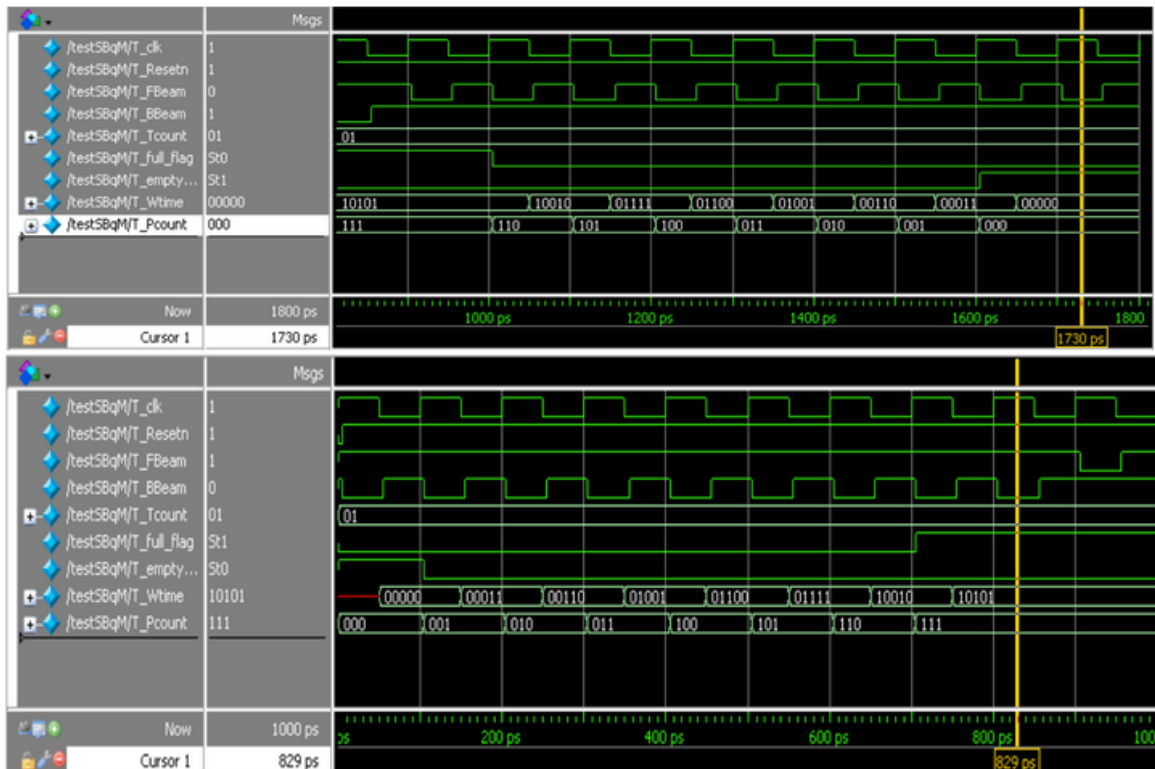 Msgs
/testSBqM/T_clk 1
/testSBqM/T_Resetn 1
/testSBqM/T_FBeam 0
/testSBqM/T_BBeam 1
/testSBqM/T_Tcount 01 01
/testSBqM/T_full_flag St0
/testSBqM/T_empty... St1
/testSBqM/T_Wtime 00000 10101 10010 01111 01100 01001 00110 00011 00000
/testSBqM/T_Pcount 000 111 110 101 100 011 010 001 000
Now 1800 ps 1000 ps 1200 ps 1400 ps 1600 ps 1800
Cursor 1 1730 ps 1730 ps
Msgs
/testSBqM/T_clk 1
/testSBqM/T_Resetn 1
/testSBqM/T_FBeam 1
/testSBqM/T_BBeam 0
/testSBqM/T_Tcount 01 01
/testSBqM/T_full_flag St1
/testSBqM/T_empty... St0
/testSBqM/T_Wtime 10101 00000 00011 00110 01001 01100 01111 10010 10101
/testSBqM/T_Pcount 111 000 001 010 011 100 101 110 111
Now 1000 ps ps 200 ps 400 ps 600 ps 800 ps 100
Cursor 1 829 ps 829 ps